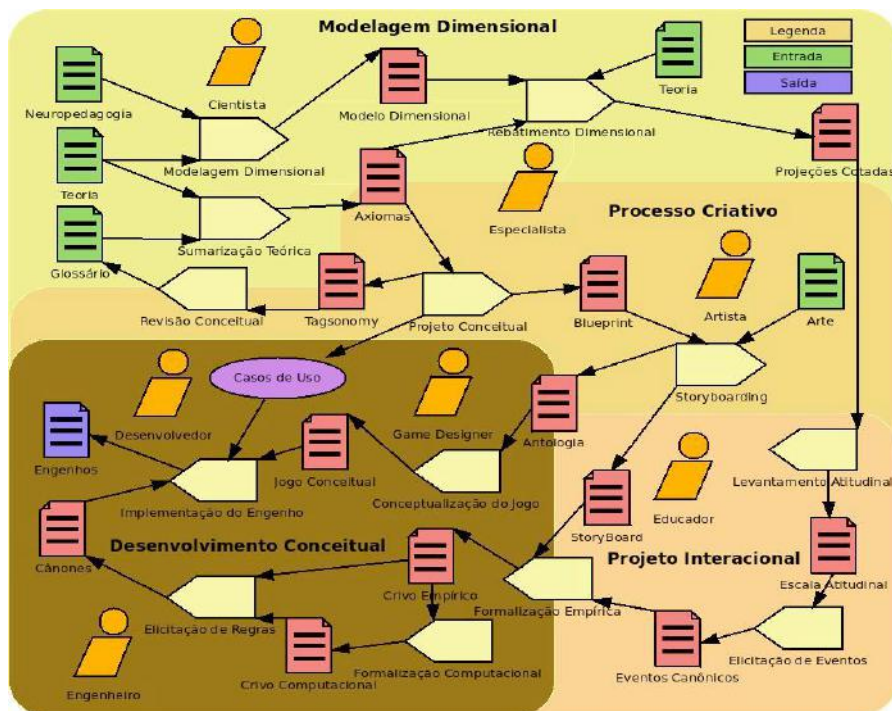 Modelagem Dimensional
Legenda
Entrada
Saída
Neuropedagogia
Cientista
Modelo Dimensional
Teoria
Rebatimento Dimensional
Modelagem Dimensional
Projeções Cotadas
Teoria
Axiomas
Especialista
Processo Criativo
Sumarização Teórica
Glossário
Revisão Conceitual
Tagsonomy
Projeto Conceitual
Blueprint
Artista
Arte
Casos de Uso
Storyboarding
Desenvolvedor
Game Designer
Antologia
Engenhos
Jogo Conceitual
Conceptualização do Jogo
Levantamento Atitudinal
Implementação do Engenho
Educador
StoryBoard
Cânones
Desenvolvimento Conceitual
Projeto Interacional
Crivo Empírico
Formalização Empírica
Escala Atitudinal
Elicitação de Regras
Formalização Computacional
Elicitação de Eventos
Eventos Canônicos
Crivo Computacional
Engenheiro